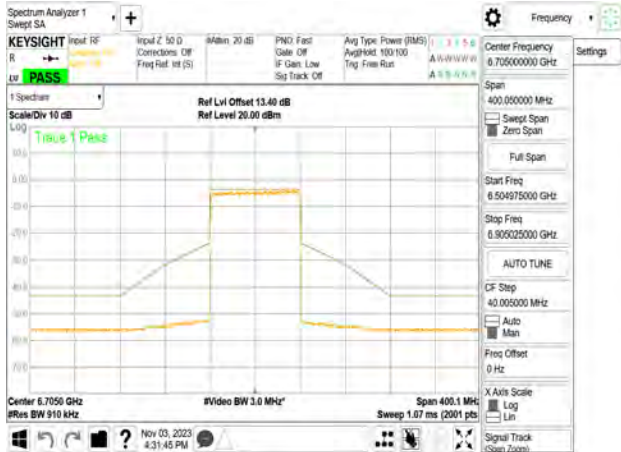 Spectrum Analyzer 1
Swept SA
+
Frequency
KEYSIGHT
Input: RF
R
PASS
Input Z: 50 Ω
Corrections: Off
Freq Ref: Int (S)
#Atten: 20 dB
PNO: Fast
Gate: Off
IF Gain: Low
Sig Track: Off
Avg Type: Power (RMS)
Avg|Hold: 100/100
Trig: Free Run
1 Spectrum
Scale/Div 10 dB
Ref Lvl Offset 13.40 dB
Ref Level 20.00 dBm
Log
Trace 1 Pass
Center 6.7050 GHz
#Res BW 910 kHz
#Video BW 3.0 MHz*
Span 400.1 MHz
Sweep 1.07 ms (2001 pts
Nov 03, 2023
4:31:45 PM
Center Frequency
6.705000000 GHz
Settings
Span
400.050000 MHz
Swept Span
Zero Span
Full Span
Start Freq
6.504975000 GHz
Stop Freq
6.905025000 GHz
AUTO TUNE
CF Step
40.005000 MHz
Auto
Man
Freq Offset
0 Hz
X Axis Scale
Log
Lin
Signal Track
(Span Zoom)